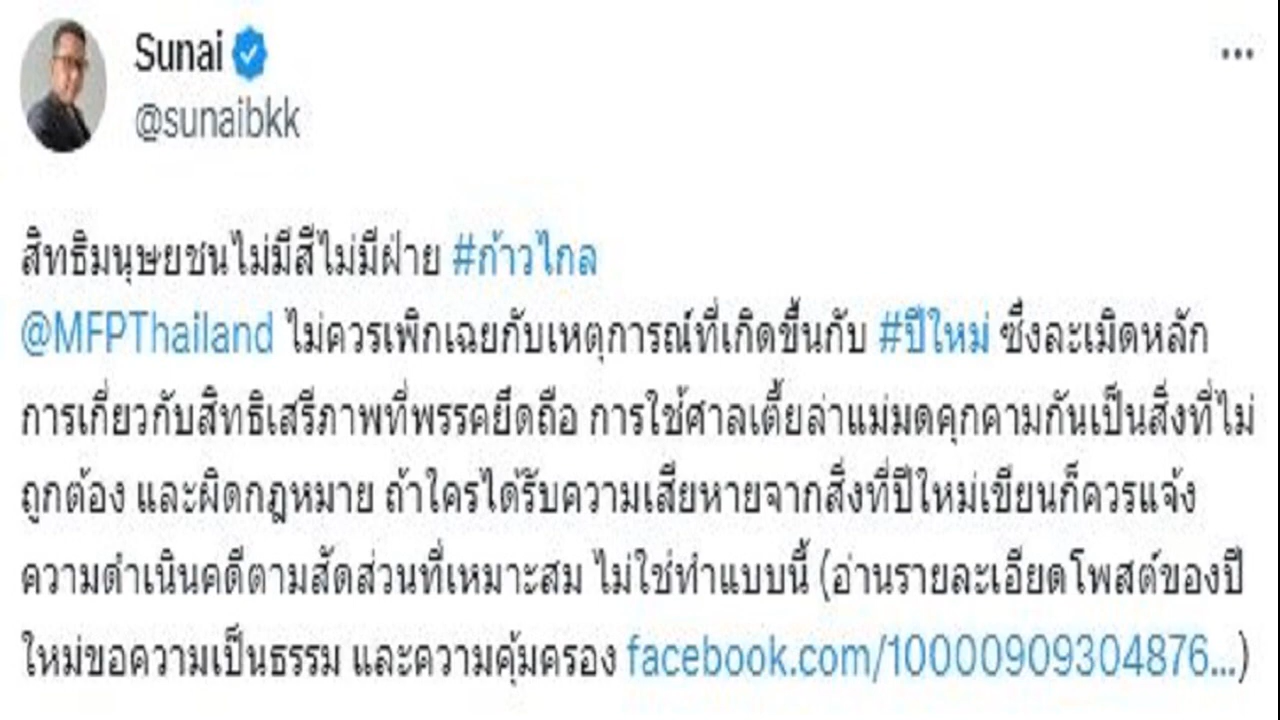 Sunai
@sunaibkk
สิทธิมนุษยชนไม่มีสีไม่มีฝ่าย #ก้าวไกล
@MFPThailand ไม่ควรเพิกเฉยกับเหตุการณ์ที่เกิดขึ้นกับ #ปีใหม่ ซึ่งละเมิดหลัก
การเกี่ยวกับสิทธิเสรีภาพที่พรรคยึดถือ การใช้ศาลเตี้ยล่าแม่มดคุกคามกันเป็นสิ่งที่ไม่
ถูกต้อง และผิดกฎหมาย ถ้าใครได้รับความเสียหายจากสิ่งที่ปีใหม่เขียนก็ควรแจ้ง
ความดำเนินคดีตามสัดส่วนที่เหมาะสม ไม่ใช่ทำแบบนี้ (อ่านรายละเอียดโพสต์ของปี
ใหม่ขอความเป็นธรรม และความคุ้มครอง facebook.com/10000909304876...)